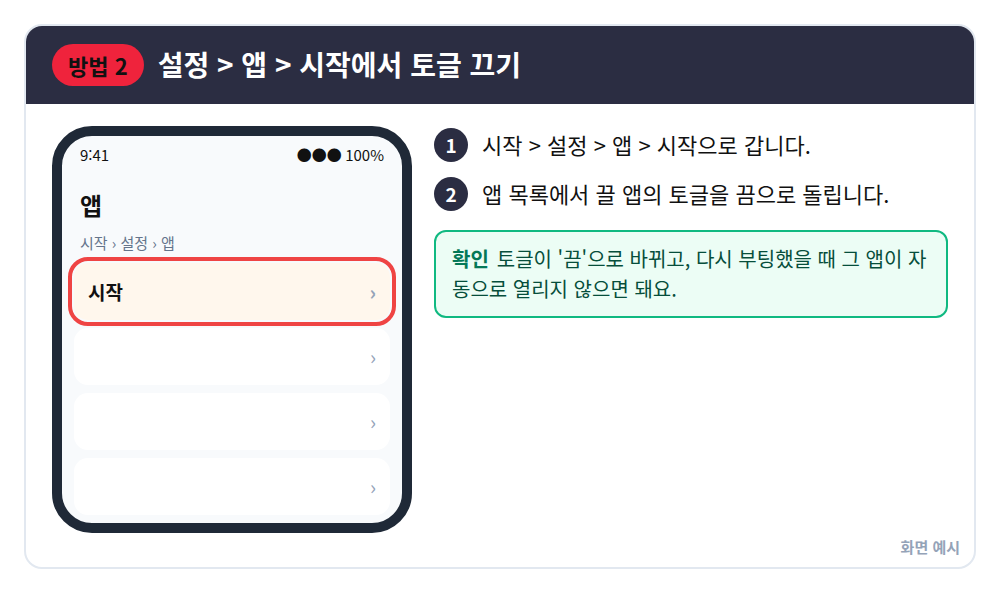 방법 2 설정 > 앱 > 시작에서 토글 끄기
9:41 ●●● 100%
앱
시작 › 설정 › 앱
시작 ›
›
›
›
1 시작 > 설정 > 앱 > 시작으로 갑니다.
2 앱 목록에서 끌 앱의 토글을 끔으로 돌립니다.
확인 토글이 '끔'으로 바뀌고, 다시 부팅했을 때 그 앱이 자
동으로 열리지 않으면 돼요.
화면 예시